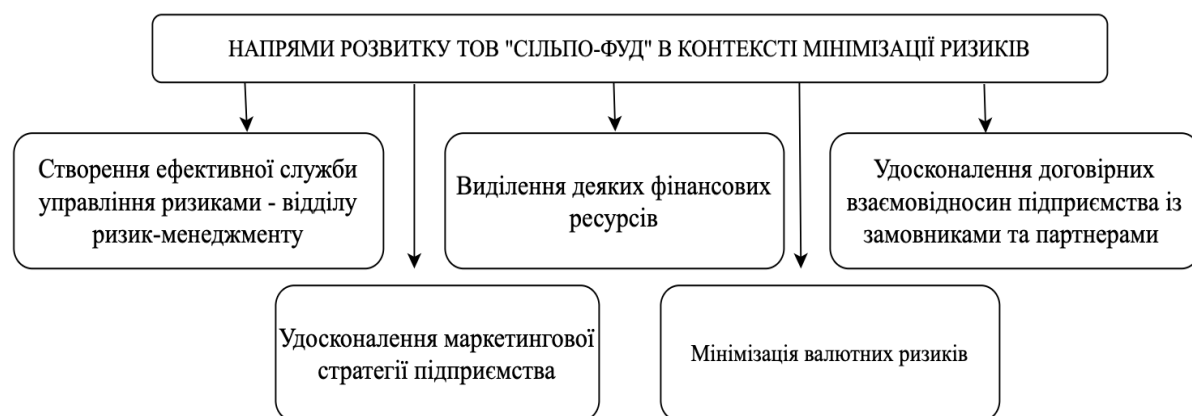 НАПРЯМИ РОЗВИТКУ ТОВ "СІЛЬПО-ФУД" В КОНТЕКСТІ МІНІМІЗАЦІЇ РИЗИКІВ
Створення ефективної служби
управління ризиками - відділу
ризик-менеджменту
Виділення деяких фінансових
ресурсів
Удосконалення договірних
взаємовідносин підприємства із
замовниками та партнерами
Удосконалення маркетингової
стратегії підприємства
Мінімізація валютних ризиків